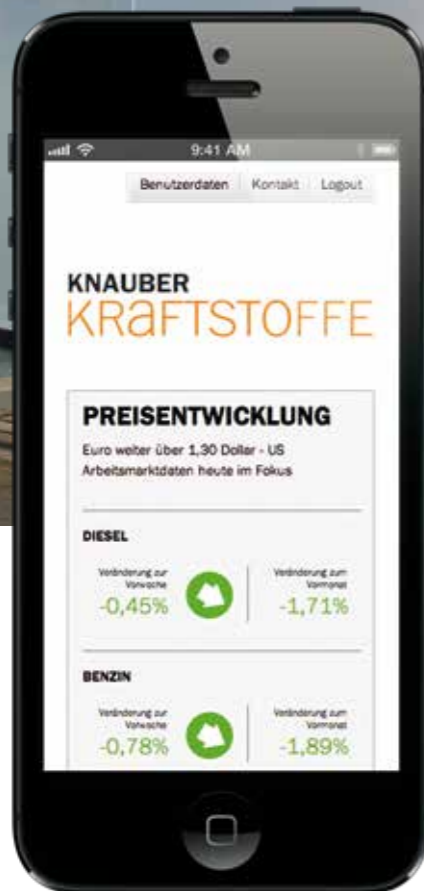 9:41 AM
Benutzerdaten Kontakt Logout
KNAUBER
KRaFTSTOFFE
PREISENTWICKLUNG
Euro weiter über 1,30 Dollar - US
Arbeitsmarktdaten heute im Fokus
DIESEL
Veränderung zur Veränderung zum
Vorwoche Vormonat
-0,45% -1,71%
BENZIN
Veränderung zur Veränderung zum
Vorwoche Vormonat
-0,78% -1,89%